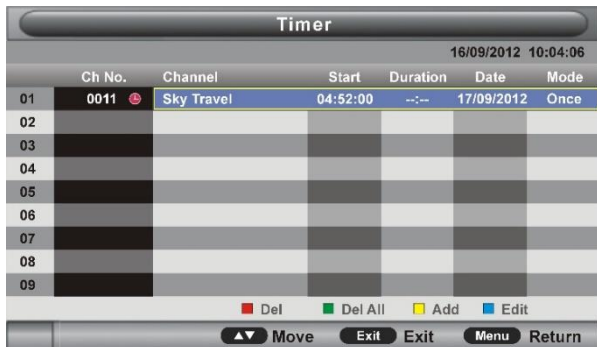 Timer
16/09/2012 10:04:06
Ch No. Channel Start Duration Date Mode
01 0011 Sky Travel 04:52:00 --:-- 17/09/2012 Once
02
03
04
05
06
07
08
09
Del Del All Add Edit
▲▼ Move Exit Exit Menu Return